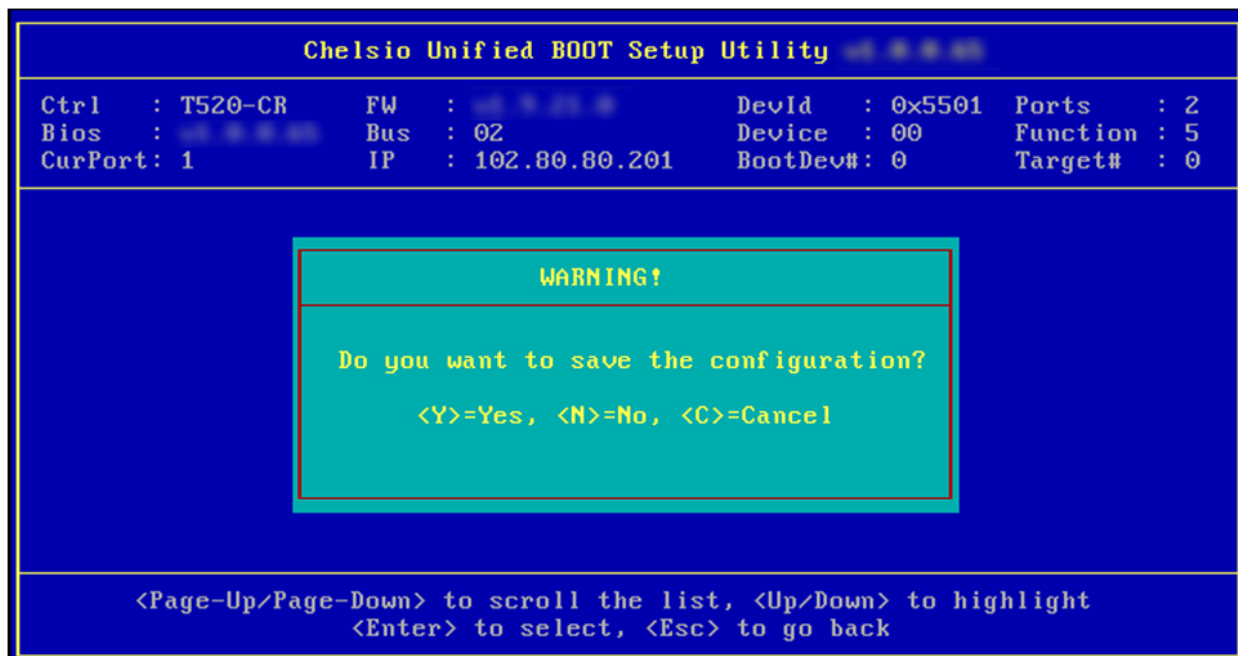 Chelsio Unified BOOT Setup Utility
Ctrl : T520-CR FW : DevId : 0x5501 Ports : 2
Bios : Bus : 02 Device : 00 Function : 5
CurPort: 1 IP : 102.80.80.201 BootDev#: 0 Target# : 0
WARNING!
Do you want to save the configuration?
<Y>=Yes, <N>=No, <C>=Cancel
<Page-Up/Page-Down> to scroll the list, <Up/Down> to highlight
<Enter> to select, <Esc> to go back